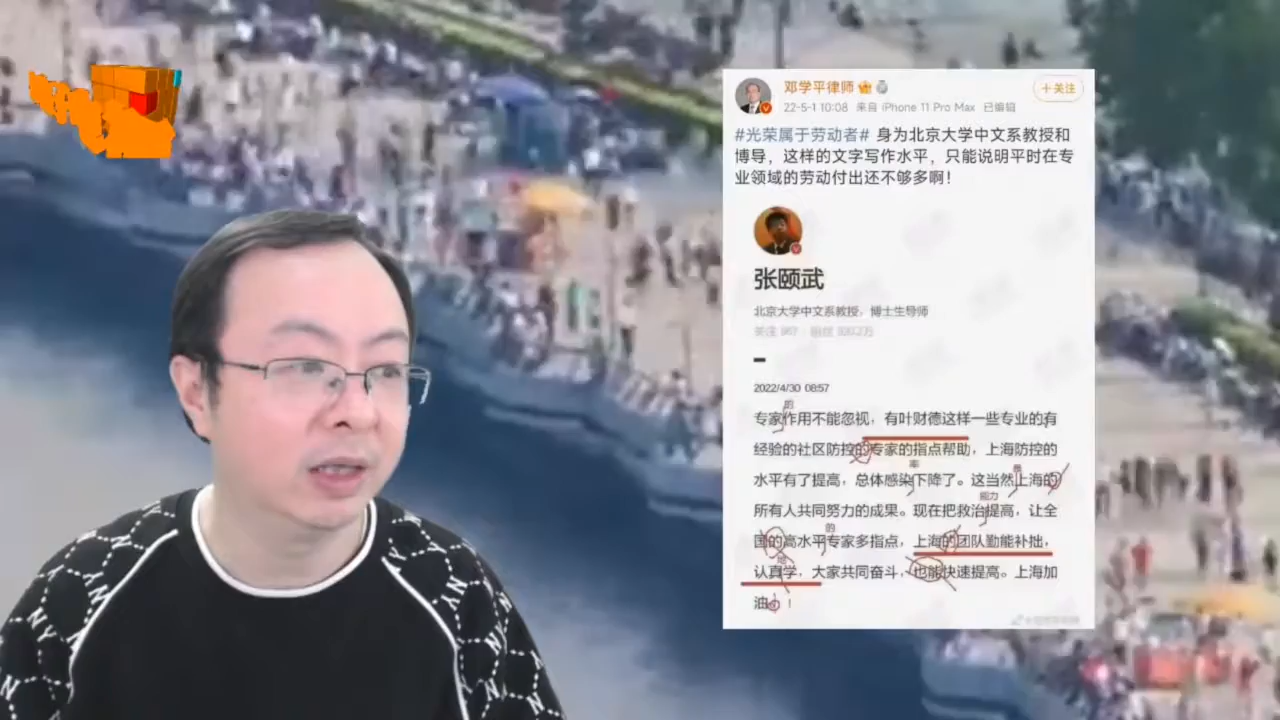 邓学平律师
+关注
22-5-1 10:08 来自 iPhone 11 Pro Max 已编辑
#光荣属于劳动者# 身为北京大学中文系教授和
博导，这样的文字写作水平，只能说明平时在专
业领域的劳动付出还不够多啊！
张颐武
北京大学中文系教授，博士生导师
2022/4/30 08:57
的
专家作用不能忽视，有叶财德这样一些专业的有
经验的社区防控的专家的指点帮助，上海防控的
率
是
水平有了提高，总体感染下降了。这当然上海的
能力
所有人共同努力的成果。现在把救治提高，让全
的
国的高水平专家多指点，上海的团队勤能补拙，
认真学，大家共同奋斗，也能快速提高。上海加
油！
NY